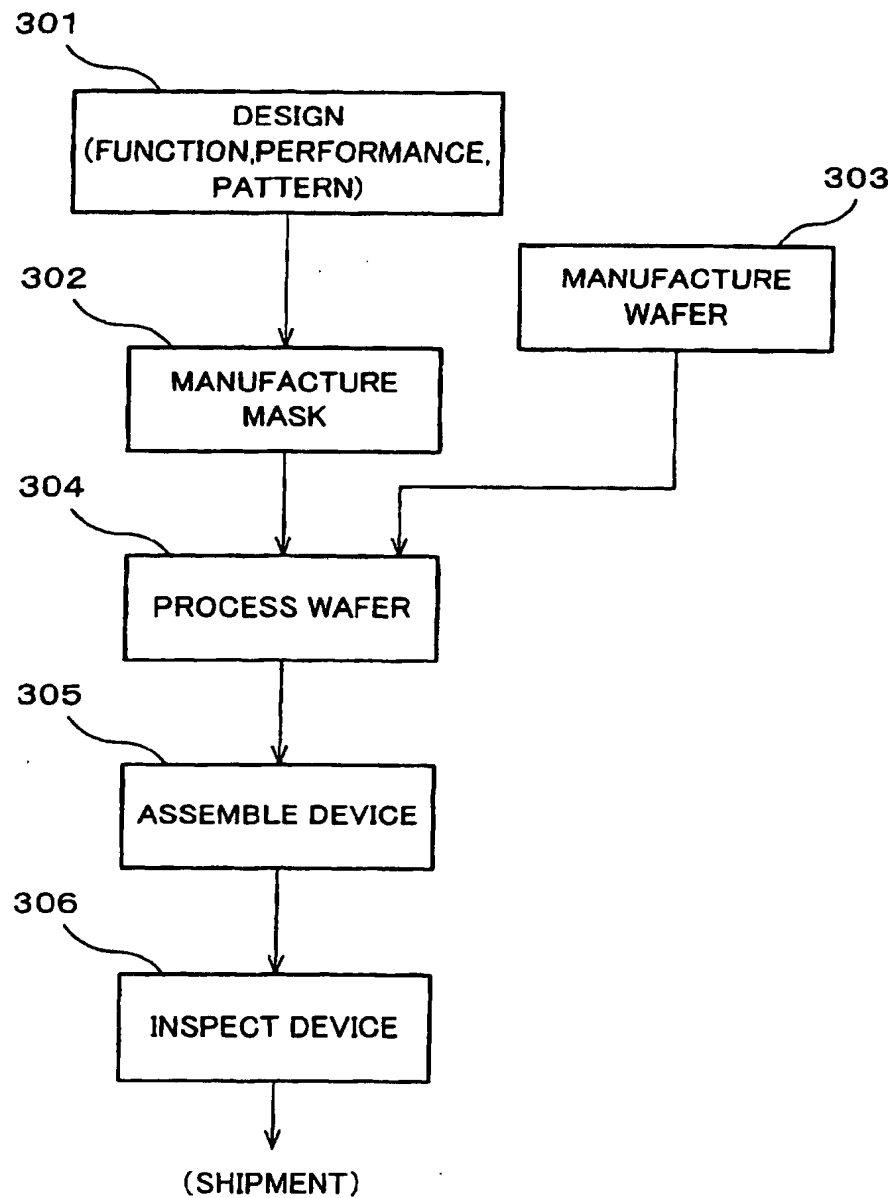 301
DESIGN
(FUNCTION,PERFORMANCE,
PATTERN)
303
MANUFACTURE
WAFER
302
MANUFACTURE
MASK
304
PROCESS WAFER
305
ASSEMBLE DEVICE
306
INSPECT DEVICE
(SHIPMENT)